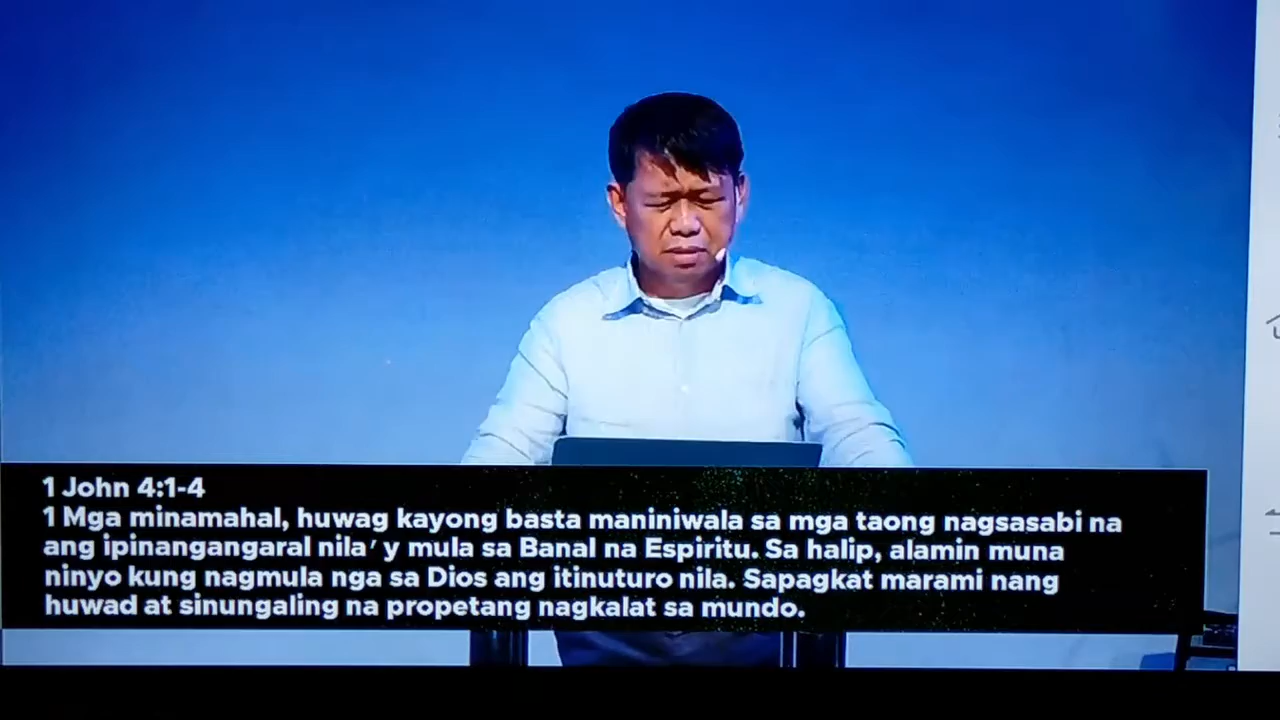 1 John 4:1-4
1 Mga minamahal, huwag kayong basta maniniwala sa mga taong nagsasabi na
ang ipinangangaral nila’y mula sa Banal na Espiritu. Sa halip, alamin muna
ninyo kung nagmula nga sa Dios ang itinuturo nila. Sapagkat marami nang
huwad at sinungaling na propetang nagkalat sa mundo.